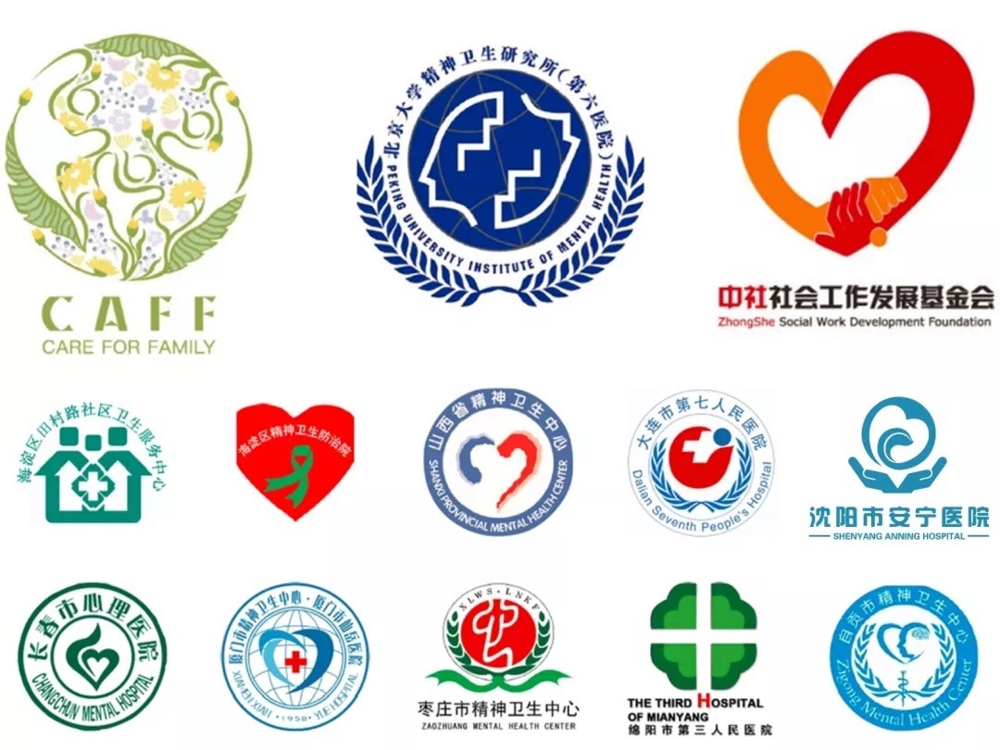 CAFF
CARE FOR FAMILY
北京大学精神卫生研究所(第六医院)
PEKING UNIVERSITY INSTITUTE OF MENTAL HEALTH
中社社会工作发展基金会
ZhongShe Social Work Development Foundation
海淀区田村路社区卫生服务中心
海淀区精神卫生防治院
山西省精神卫生中心
SHANXI PROVINCIAL MENTAL HEALTH CENTER
大连市第七人民医院
Dalian Seventh People's Hospital
沈阳市安宁医院
SHENYANG ANNING HOSPITAL
长春市心理医院
CHANGCHUN MENTAL HOSPITAL
厦门市精神卫生中心·厦门市仙岳医院
XIAMEN XIAN YUE HOSPITAL
·1958·
XLWS·LNKF
枣庄市精神卫生中心
ZAOZHUANG MENTAL HEALTH CENTER
THE THIRD HOSPITAL
OF MIANYANG
绵阳市第三人民医院
自贡市精神卫生中心
Zigong Mental Health Center